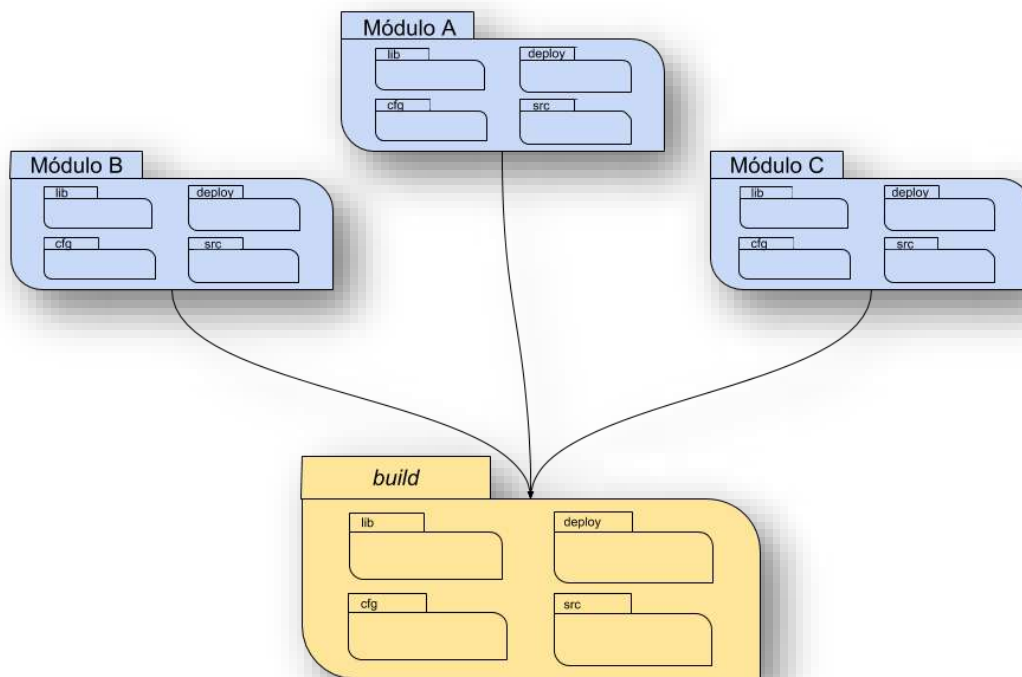 Módulo A
lib
deploy
cfg
src
Módulo B
lib
deploy
cfg
src
Módulo C
lib
deploy
cfg
src
build
lib
deploy
cfg
src